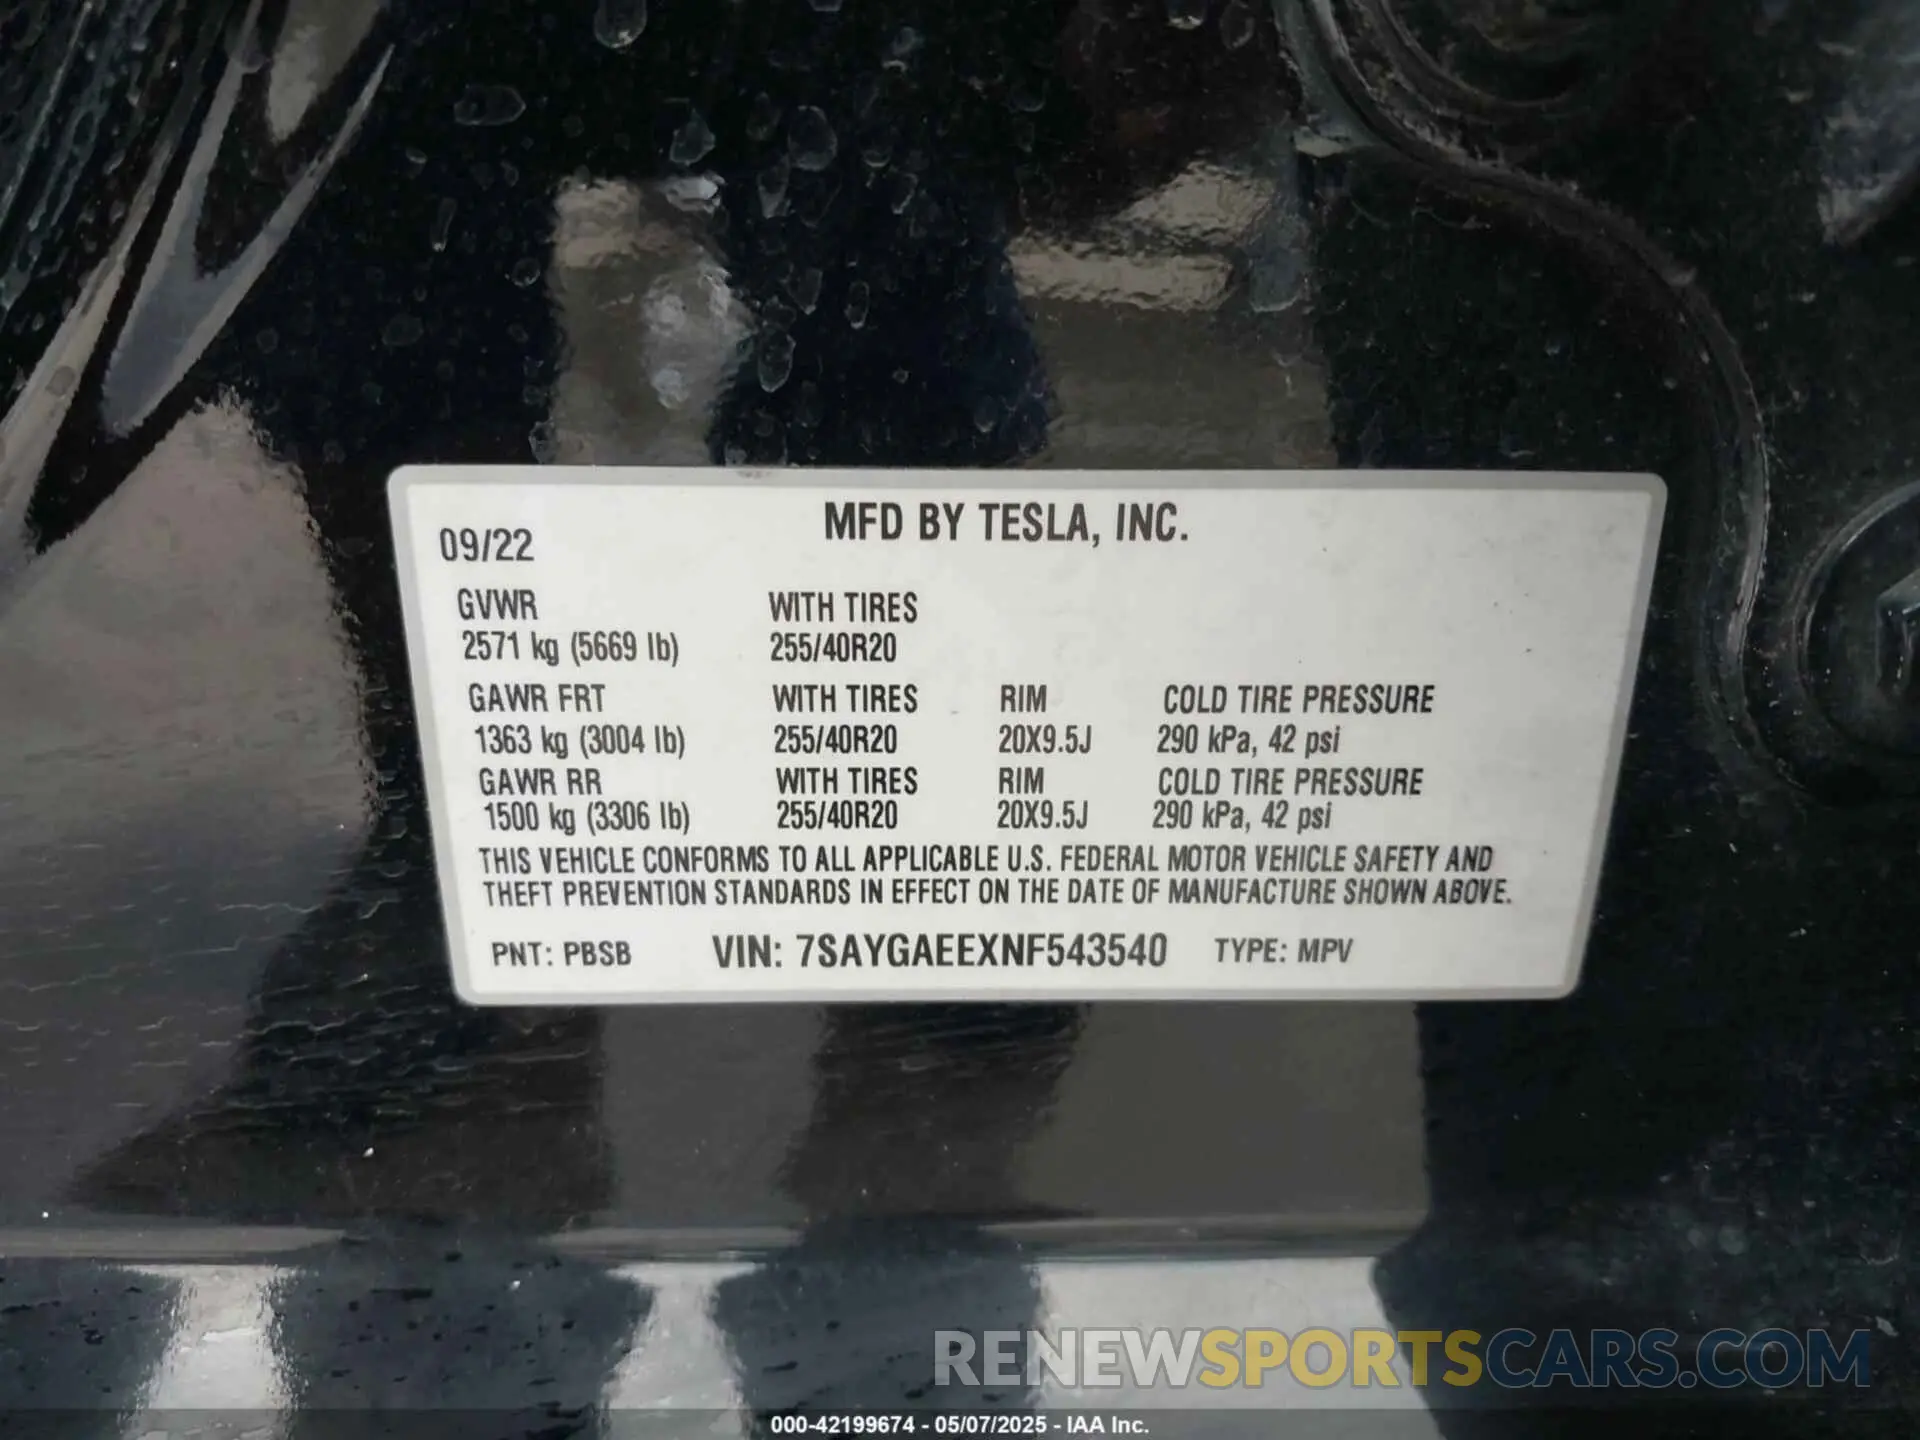 MFD BY TESLA, INC.
09/22
GVWR WITH TIRES
2571 kg (5669 lb) 255/40R20
GAWR FRT WITH TIRES RIM COLD TIRE PRESSURE
1363 kg (3004 lb) 255/40R20 20X9.5J 290 kPa, 42 psi
GAWR RR WITH TIRES RIM COLD TIRE PRESSURE
1500 kg (3306 lb) 255/40R20 20X9.5J 290 kPa, 42 psi
THIS VEHICLE CONFORMS TO ALL APPLICABLE U.S. FEDERAL MOTOR VEHICLE SAFETY AND
THEFT PREVENTION STANDARDS IN EFFECT ON THE DATE OF MANUFACTURE SHOWN ABOVE.
PNT: PBSB VIN: 7SAYGAEEXNF543540 TYPE: MPV
RENEWSPORTSCARS.COM
000-42199674 - 05/07/2025 - IAA Inc.